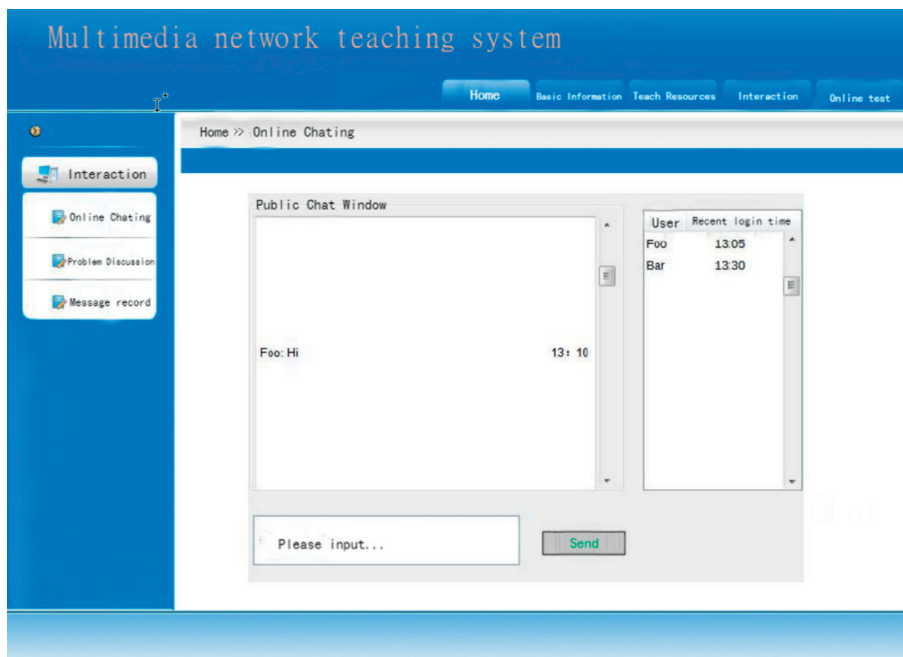 Multimedia network teaching system
Home Basic Information Teach Resources Interaction Online test
Home >> Online Chating
Interaction
Online Chating
Problem Discussion
Message record
Public Chat Window
Foo: Hi 13: 10
User Recent login time
Foo 13:05
Bar 13:30
Please input...
Send